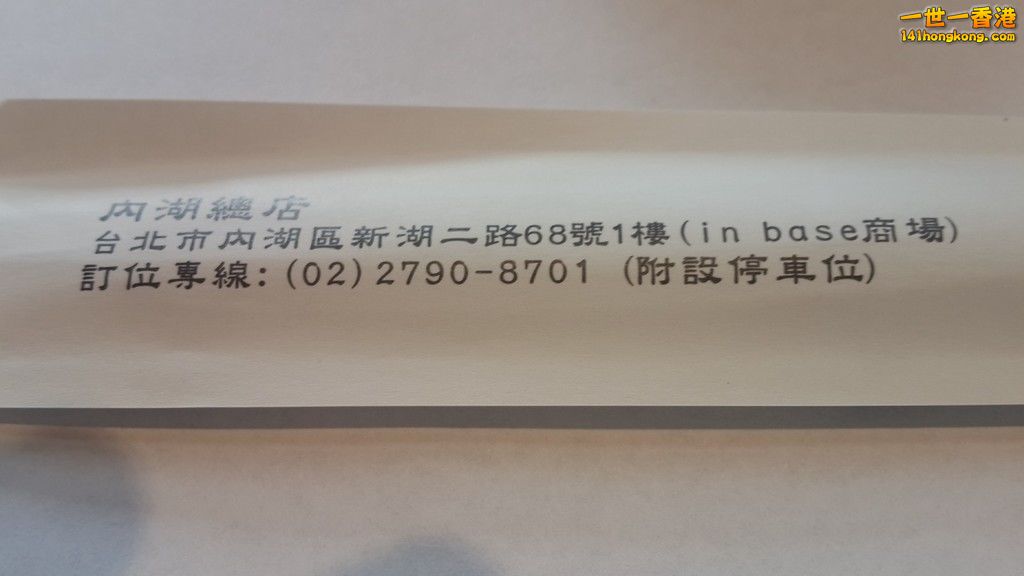 一世一香港
141hongkong.com
內湖總店
台北市內湖區新湖二路68號1樓(in base商場)
訂位專線:(02)2790-8701 (附設停車位)